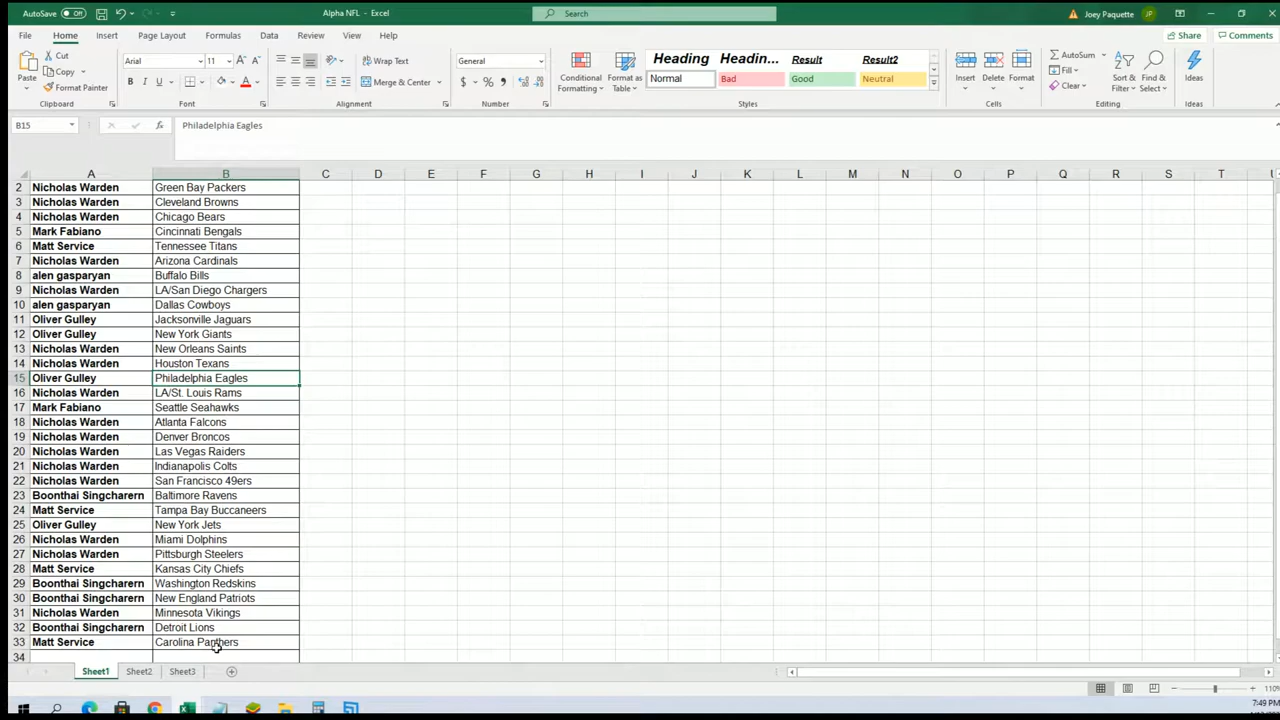 AutoSave Off Alpha NFL - Excel Search Joey Paquette JP
File Home Insert Page Layout Formulas Data Review View Help Share Comments
Paste Cut Copy Format Painter Clipboard
Arial 11 B I U Font
Wrap Text Merge & Center Alignment
General $ % Number
Conditional Formatting Format as Table
Heading Headin... Result Result2
Normal Bad Good Neutral Styles
Insert Delete Format Cells
AutoSum Fill Clear Sort & Filter Find & Select Editing
Ideas Ideas
B15 fx Philadelphia Eagles
A B C D E F G H I J K L M N O P Q R S T
2 Nicholas Warden Green Bay Packers
3 Nicholas Warden Cleveland Browns
4 Nicholas Warden Chicago Bears
5 Mark Fabiano Cincinnati Bengals
6 Matt Service Tennessee Titans
7 Nicholas Warden Arizona Cardinals
8 alen gasparyan Buffalo Bills
9 Nicholas Warden LA/San Diego Chargers
10 alen gasparyan Dallas Cowboys
11 Oliver Gulley Jacksonville Jaguars
12 Oliver Gulley New York Giants
13 Nicholas Warden New Orleans Saints
14 Nicholas Warden Houston Texans
15 Oliver Gulley Philadelphia Eagles
16 Nicholas Warden LA/St. Louis Rams
17 Mark Fabiano Seattle Seahawks
18 Nicholas Warden Atlanta Falcons
19 Nicholas Warden Denver Broncos
20 Nicholas Warden Las Vegas Raiders
21 Nicholas Warden Indianapolis Colts
22 Nicholas Warden San Francisco 49ers
23 Boonthai Singcharern Baltimore Ravens
24 Matt Service Tampa Bay Buccaneers
25 Oliver Gulley New York Jets
26 Nicholas Warden Miami Dolphins
27 Nicholas Warden Pittsburgh Steelers
28 Matt Service Kansas City Chiefs
29 Boonthai Singcharern Washington Redskins
30 Boonthai Singcharern New England Patriots
31 Nicholas Warden Minnesota Vikings
32 Boonthai Singcharern Detroit Lions
33 Matt Service Carolina Panthers
34
Sheet1 Sheet2 Sheet3
110%
7:49 PM